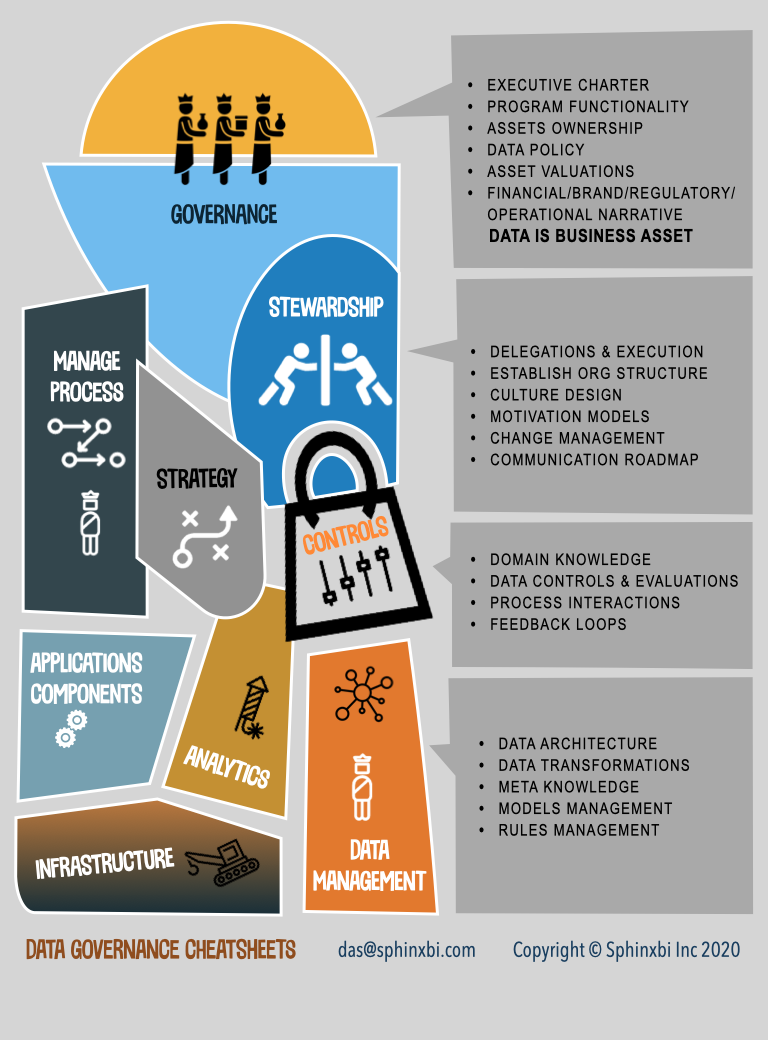 GOVERNANCE
STEWARDSHIP
MANAGE
PROCESS
STRATEGY
CONTROLS
APPLICATIONS
COMPONENTS
ANALYTICS
DATA
MANAGEMENT
INFRASTRUCTURE
• EXECUTIVE CHARTER
• PROGRAM FUNCTIONALITY
• ASSETS OWNERSHIP
• DATA POLICY
• ASSET VALUATIONS
• FINANCIAL/BRAND/REGULATORY/
OPERATIONAL NARRATIVE
DATA IS BUSINESS ASSET
• DELEGATIONS & EXECUTION
• ESTABLISH ORG STRUCTURE
• CULTURE DESIGN
• MOTIVATION MODELS
• CHANGE MANAGEMENT
• COMMUNICATION ROADMAP
• DOMAIN KNOWLEDGE
• DATA CONTROLS & EVALUATIONS
• PROCESS INTERACTIONS
• FEEDBACK LOOPS
• DATA ARCHITECTURE
• DATA TRANSFORMATIONS
• META KNOWLEDGE
• MODELS MANAGEMENT
• RULES MANAGEMENT
DATA GOVERNANCE CHEATSHEETS das@sphinxbi.com Copyright © Sphinxbi Inc 2020